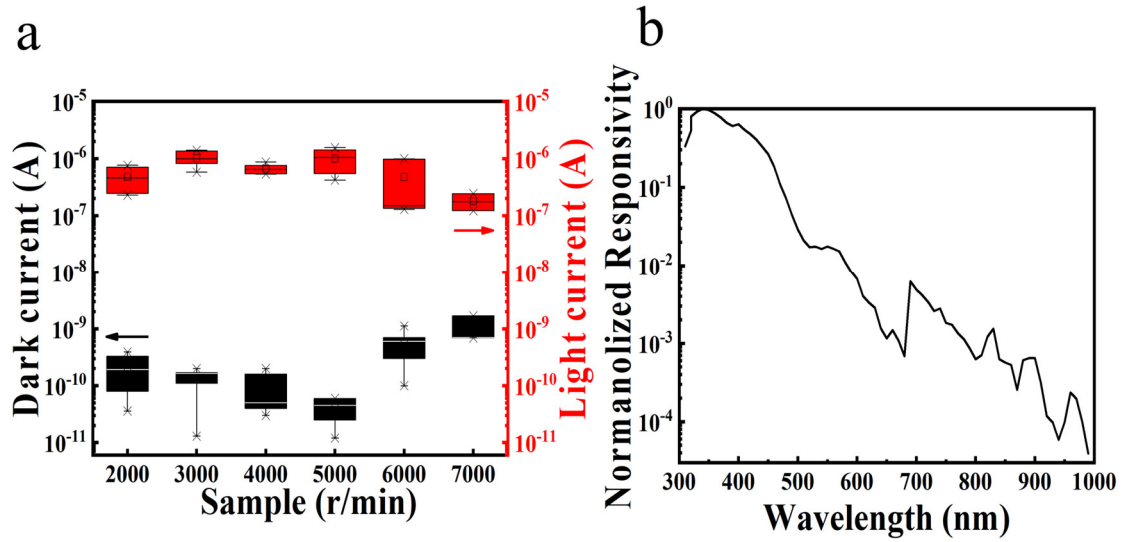 a
Dark current (A)
10^-5
10^-6
10^-7
10^-8
10^-9
10^-10
10^-11
2000 3000 4000 5000 6000 7000
Sample (r/min)
10^-5
10^-6
10^-7
10^-8
10^-9
10^-10
10^-11
Light current (A)
b
Normanolized Responsivity
10^0
10^-1
10^-2
10^-3
10^-4
300 400 500 600 700 800 900 1000
Wavelength (nm)